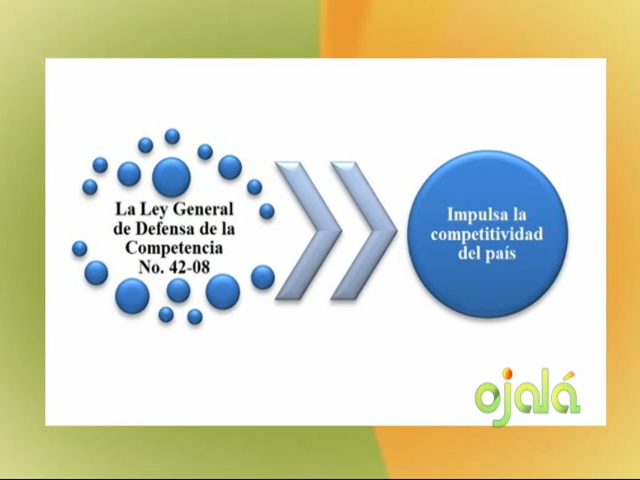 La Ley General
de Defensa de la
Competencia
No. 42-08
Impulsa la
competitividad
del país
ojalá